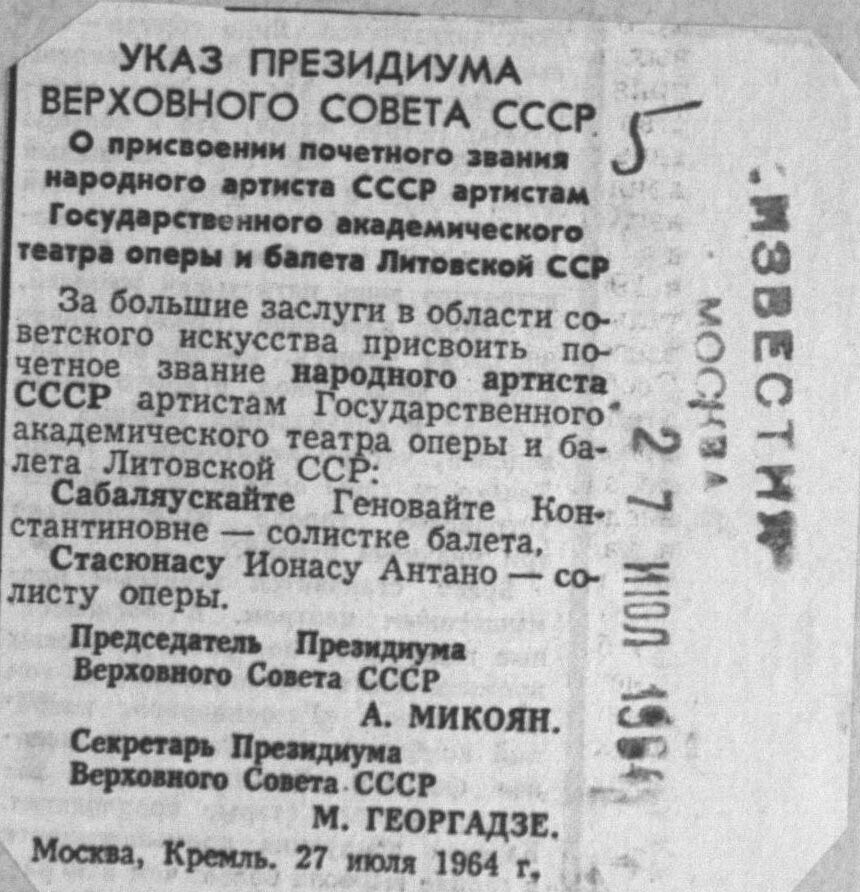 УКАЗ ПРЕЗИДИУМА
ВЕРХОВНОГО СОВЕТА СССР
О присвоении почетного звания
народного артиста СССР артистам
Государственного академического
театра оперы и балета Литовской ССР
За большие заслуги в области со-
ветского искусства присвоить по-
четное звание народного артиста
СССР артистам Государственного
академического театра оперы и ба-
лета Литовской ССР:
Сабаляускайте Геновайте Кон-
стантиновне — солистке балета,
Стасюнасу Ионасу Антано — со-
листу оперы.
Председатель Президиума
Верховного Совета СССР
А. МИКОЯН.
Секретарь Президиума
Верховного Совета СССР
М. ГЕОРГАДЗЕ.
Москва, Кремль. 27 июля 1964 г.
5
ИЗВЕСТИЯ
МОСКВА
27 ИЮЛ 1964